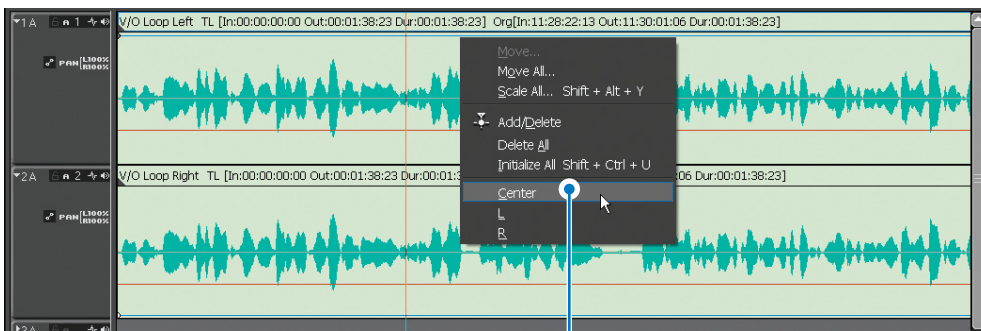 1A 1 V/O Loop Left TL [In:00:00:00:00 Out:00:01:38:23 Dur:00:01:38:23] Org[In:11:28:22:13 Out:11:30:01:06 Dur:00:01:38:23]
PAN L100% R100%
Move...
Move All...
Scale All... Shift + Alt + Y
Add/Delete
Delete All
Initialize All Shift + Ctrl + U
2A 2 V/O Loop Right TL [In:00:00:00:00 Out:00:01:38:23 Dur:00:01:3 :06 Dur:00:01:38:23]
Center
PAN L100% R100%
L
R
3A